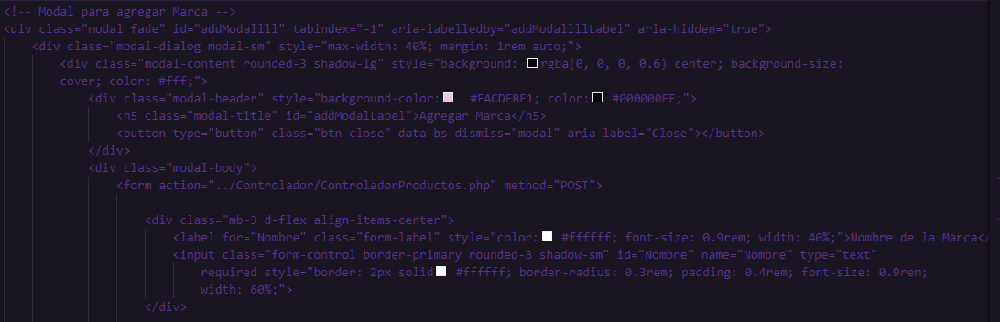 <!-- Modal para agregar Marca -->
<div class="modal fade" id="addModallll" tabindex="-1" aria-labelledby="addModallllLabel" aria-hidden="true">
<div class="modal-dialog modal-sm" style="max-width: 40%; margin: 1rem auto;">
<div class="modal-content rounded-3 shadow-lg" style="background: rgba(0, 0, 0, 0.6) center; background-size:
cover; color: #fff;">
<div class="modal-header" style="background-color: #FACDEBF1; color: #000000FF;">
<h5 class="modal-title" id="addModalLabel">Agregar Marca</h5>
<button type="button" class="btn-close" data-bs-dismiss="modal" aria-label="Close"></button>
</div>
<div class="modal-body">
<form action="../Controlador/ControladorProductos.php" method="POST">
<div class="mb-3 d-flex align-items-center">
<label for="Nombre" class="form-label" style="color: #ffffff; font-size: 0.9rem; width: 40%;">Nombre de la Marca</
<input class="form-control border-primary rounded-3 shadow-sm" id="Nombre" name="Nombre" type="text"
required style="border: 2px solid #ffffff; border-radius: 0.3rem; padding: 0.4rem; font-size: 0.9rem;
width: 60%;">
</div>